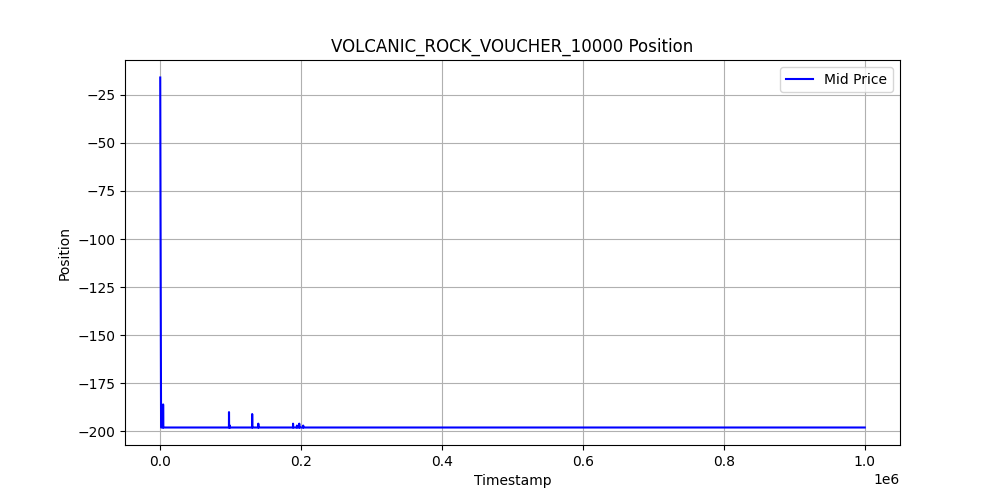 VOLCANIC_ROCK_VOUCHER_10000 Position
Mid Price
−25
−50
−75
−100
−125
−150
−175
−200
Position
0.0
0.2
0.4
0.6
0.8
1.0
1e6
Timestamp